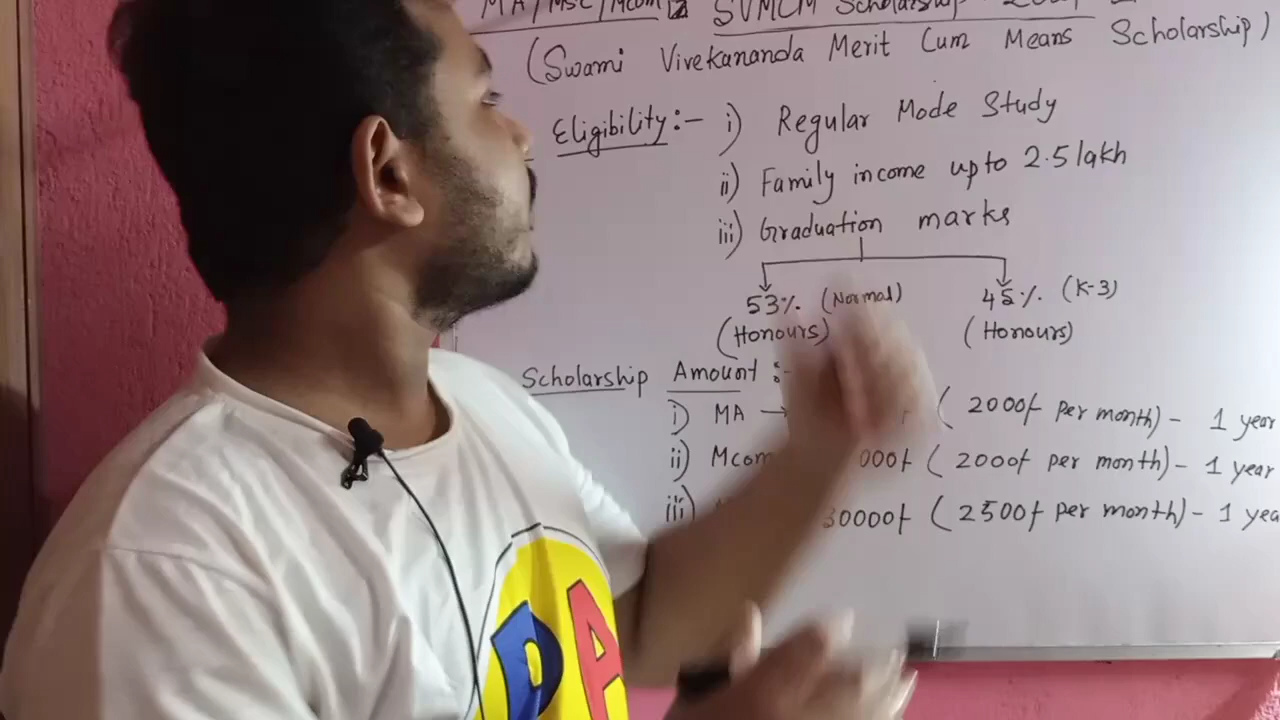 MA/MSc/Mcom SVMCM Scholarship
(Swami Vivekananda Merit Cum Means Scholarship)
Eligibility:- i) Regular Mode Study
ii) Family income upto 2.5 lakh
iii) Graduation marks
53% (Normal) 45% (K-3)
(Honours) (Honours)
Scholarship Amount :-
i) MA → (2000/- per month) - 1 year
ii) Mcom 000/- (2000/- per month) - 1 year
iii) 30000/- (2500/- per month) - 1 yea
PA